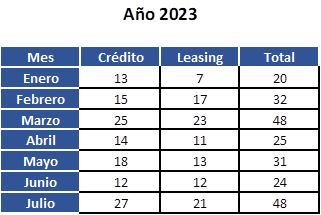 Año 2023
Mes Crédito Leasing Total
Enero 13 7 20
Febrero 15 17 32
Marzo 25 23 48
Abril 14 11 25
Mayo 18 13 31
Junio 12 12 24
Julio 27 21 48